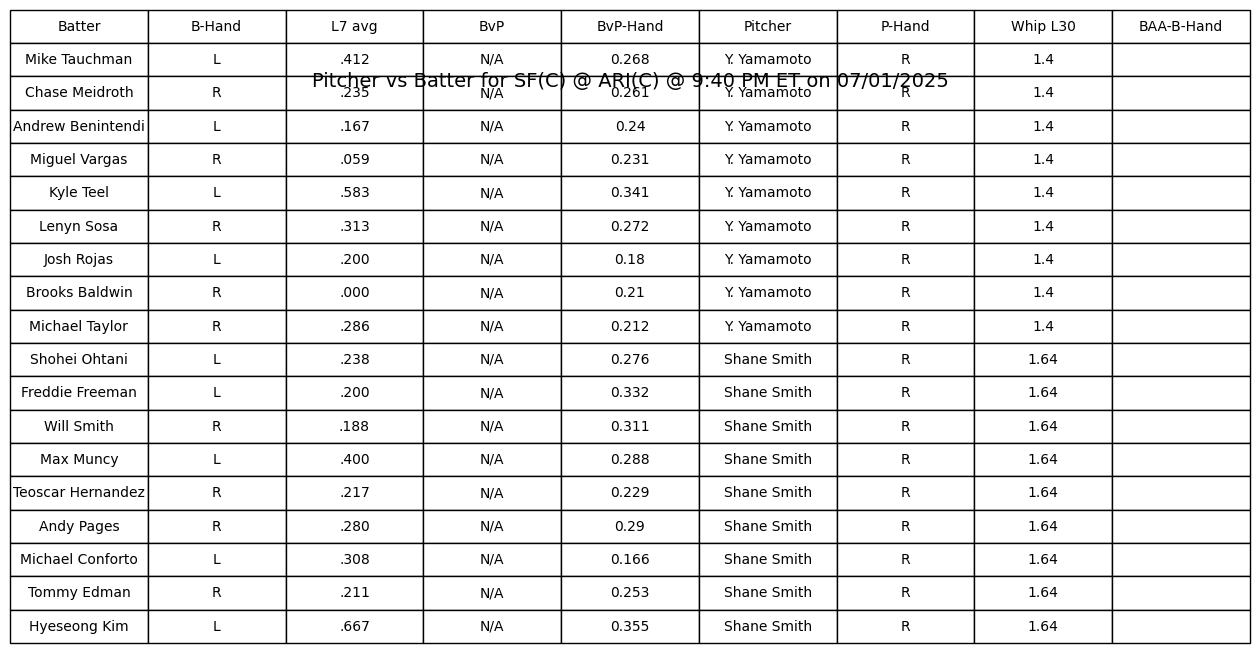 Batter B-Hand L7 avg BvP BvP-Hand Pitcher P-Hand Whip L30 BAA-B-Hand
Mike Tauchman L .412 N/A 0.268 Y. Yamamoto R 1.4
Pitcher vs Batter for SF(C) @ ARI(C) @ 9:40 PM ET on 07/01/2025
Chase Meidroth R .235 N/A 0.261 Y. Yamamoto R 1.4
Andrew Benintendi L .167 N/A 0.24 Y. Yamamoto R 1.4
Miguel Vargas R .059 N/A 0.231 Y. Yamamoto R 1.4
Kyle Teel L .583 N/A 0.341 Y. Yamamoto R 1.4
Lenyn Sosa R .313 N/A 0.272 Y. Yamamoto R 1.4
Josh Rojas L .200 N/A 0.18 Y. Yamamoto R 1.4
Brooks Baldwin R .000 N/A 0.21 Y. Yamamoto R 1.4
Michael Taylor R .286 N/A 0.212 Y. Yamamoto R 1.4
Shohei Ohtani L .238 N/A 0.276 Shane Smith R 1.64
Freddie Freeman L .200 N/A 0.332 Shane Smith R 1.64
Will Smith R .188 N/A 0.311 Shane Smith R 1.64
Max Muncy L .400 N/A 0.288 Shane Smith R 1.64
Teoscar Hernandez R .217 N/A 0.229 Shane Smith R 1.64
Andy Pages R .280 N/A 0.29 Shane Smith R 1.64
Michael Conforto L .308 N/A 0.166 Shane Smith R 1.64
Tommy Edman R .211 N/A 0.253 Shane Smith R 1.64
Hyeseong Kim L .667 N/A 0.355 Shane Smith R 1.64